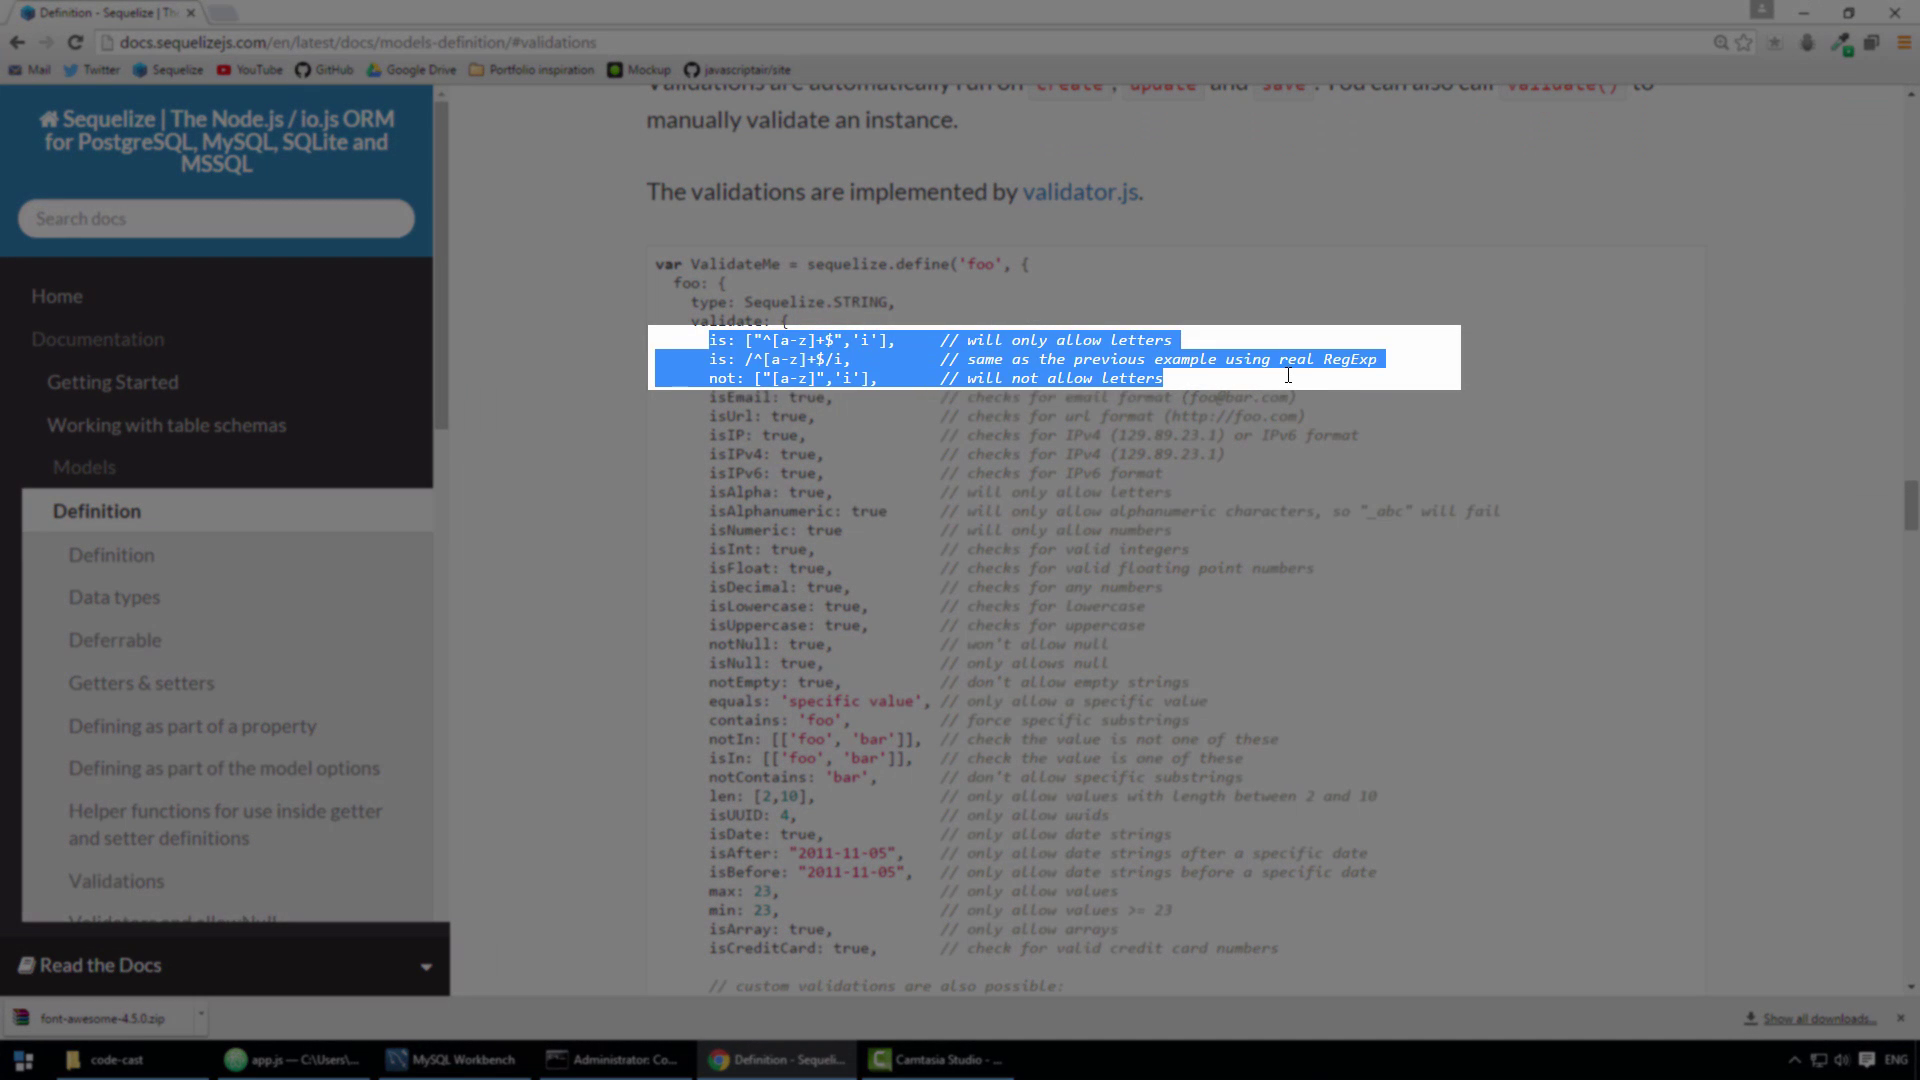 Definition - Sequelize | Th
docs.sequelizejs.com/en/latest/docs/models-definition/#validations
Mail Twitter Sequelize YouTube GitHub Google Drive Portfolio inspiration Mockup javascriptair/site
Sequelize | The Node.js / io.js ORM
for PostgreSQL, MySQL, SQLite and
MSSQL
Search docs
Home
Documentation
Getting Started
Working with table schemas
Models
Definition
Definition
Data types
Deferrable
Getters & setters
Defining as part of a property
Defining as part of the model options
Helper functions for use inside getter
and setter definitions
Validations
Validators and allowNull
Read the Docs
Validations are automatically run on create, update and save. You can also call validate() to
manually validate an instance.
The validations are implemented by validator.js.
var ValidateMe = sequelize.define('foo', {
foo: {
type: Sequelize.STRING,
validate: {
is: ["^[a-z]+$",'i'], // will only allow letters
is: /^[a-z]+$/i, // same as the previous example using real RegExp
not: ["[a-z]",'i'], // will not allow letters
isEmail: true, // checks for email format (foo@bar.com)
isUrl: true, // checks for url format (http://foo.com)
isIP: true, // checks for IPv4 (129.89.23.1) or IPv6 format
isIPv4: true, // checks for IPv4 (129.89.23.1)
isIPv6: true, // checks for IPv6 format
isAlpha: true, // will only allow letters
isAlphanumeric: true // will only allow alphanumeric characters, so "_abc" will fail
isNumeric: true // will only allow numbers
isInt: true, // checks for valid integers
isFloat: true, // checks for valid floating point numbers
isDecimal: true, // checks for any numbers
isLowercase: true, // checks for lowercase
isUppercase: true, // checks for uppercase
notNull: true, // won't allow null
isNull: true, // only allows null
notEmpty: true, // don't allow empty strings
equals: 'specific value', // only allow a specific value
contains: 'foo', // force specific substrings
notIn: [['foo', 'bar']], // check the value is not one of these
isIn: [['foo', 'bar']], // check the value is one of these
notContains: 'bar', // don't allow specific substrings
len: [2,10], // only allow values with length between 2 and 10
isUUID: 4, // only allow uuids
isDate: true, // only allow date strings
isAfter: "2011-11-05", // only allow date strings after a specific date
isBefore: "2011-11-05", // only allow date strings before a specific date
max: 23, // only allow values
min: 23, // only allow values >= 23
isArray: true, // only allow arrays
isCreditCard: true, // check for valid credit card numbers
// custom validations are also possible:
font-awesome-4.5.0.zip
Show all downloads...
code-cast app.js — C:\Users\... MySQL Workbench Administrator: Co... Definition - Sequeli... Camtasia Studio - ... ENG